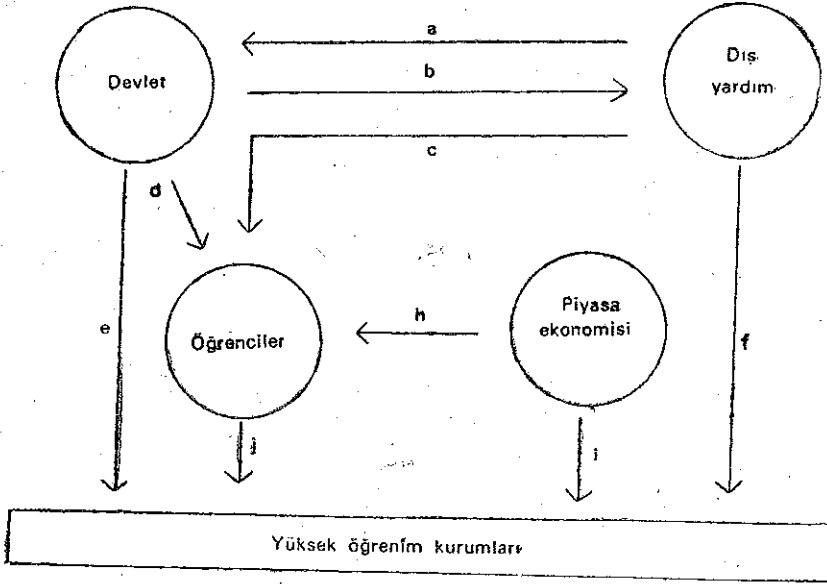 a
Devlet
b
Dış
yardım
c
d
e
Öğrenciler
h
Piyasa
ekonomisi
f
j
i
Yüksek öğrenim kurumları